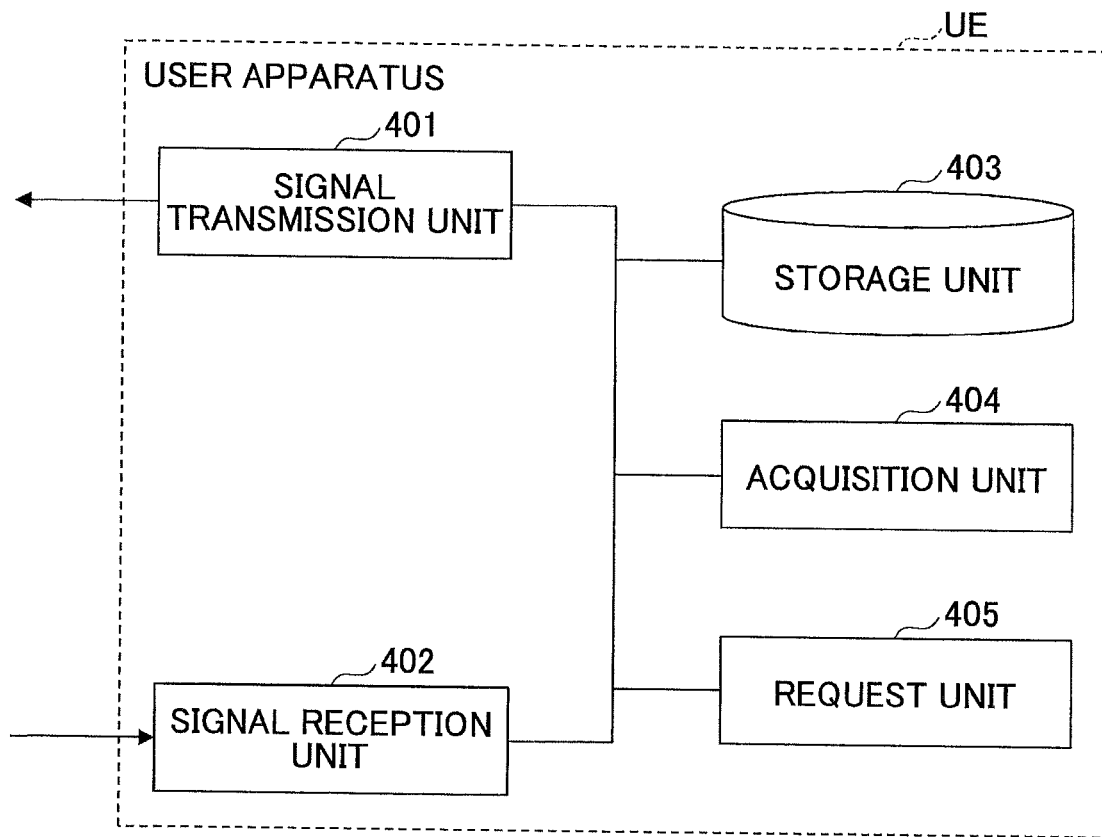 UE
USER APPARATUS
401
SIGNAL
TRANSMISSION UNIT
403
STORAGE UNIT
404
ACQUISITION UNIT
405
REQUEST UNIT
402
SIGNAL RECEPTION
UNIT